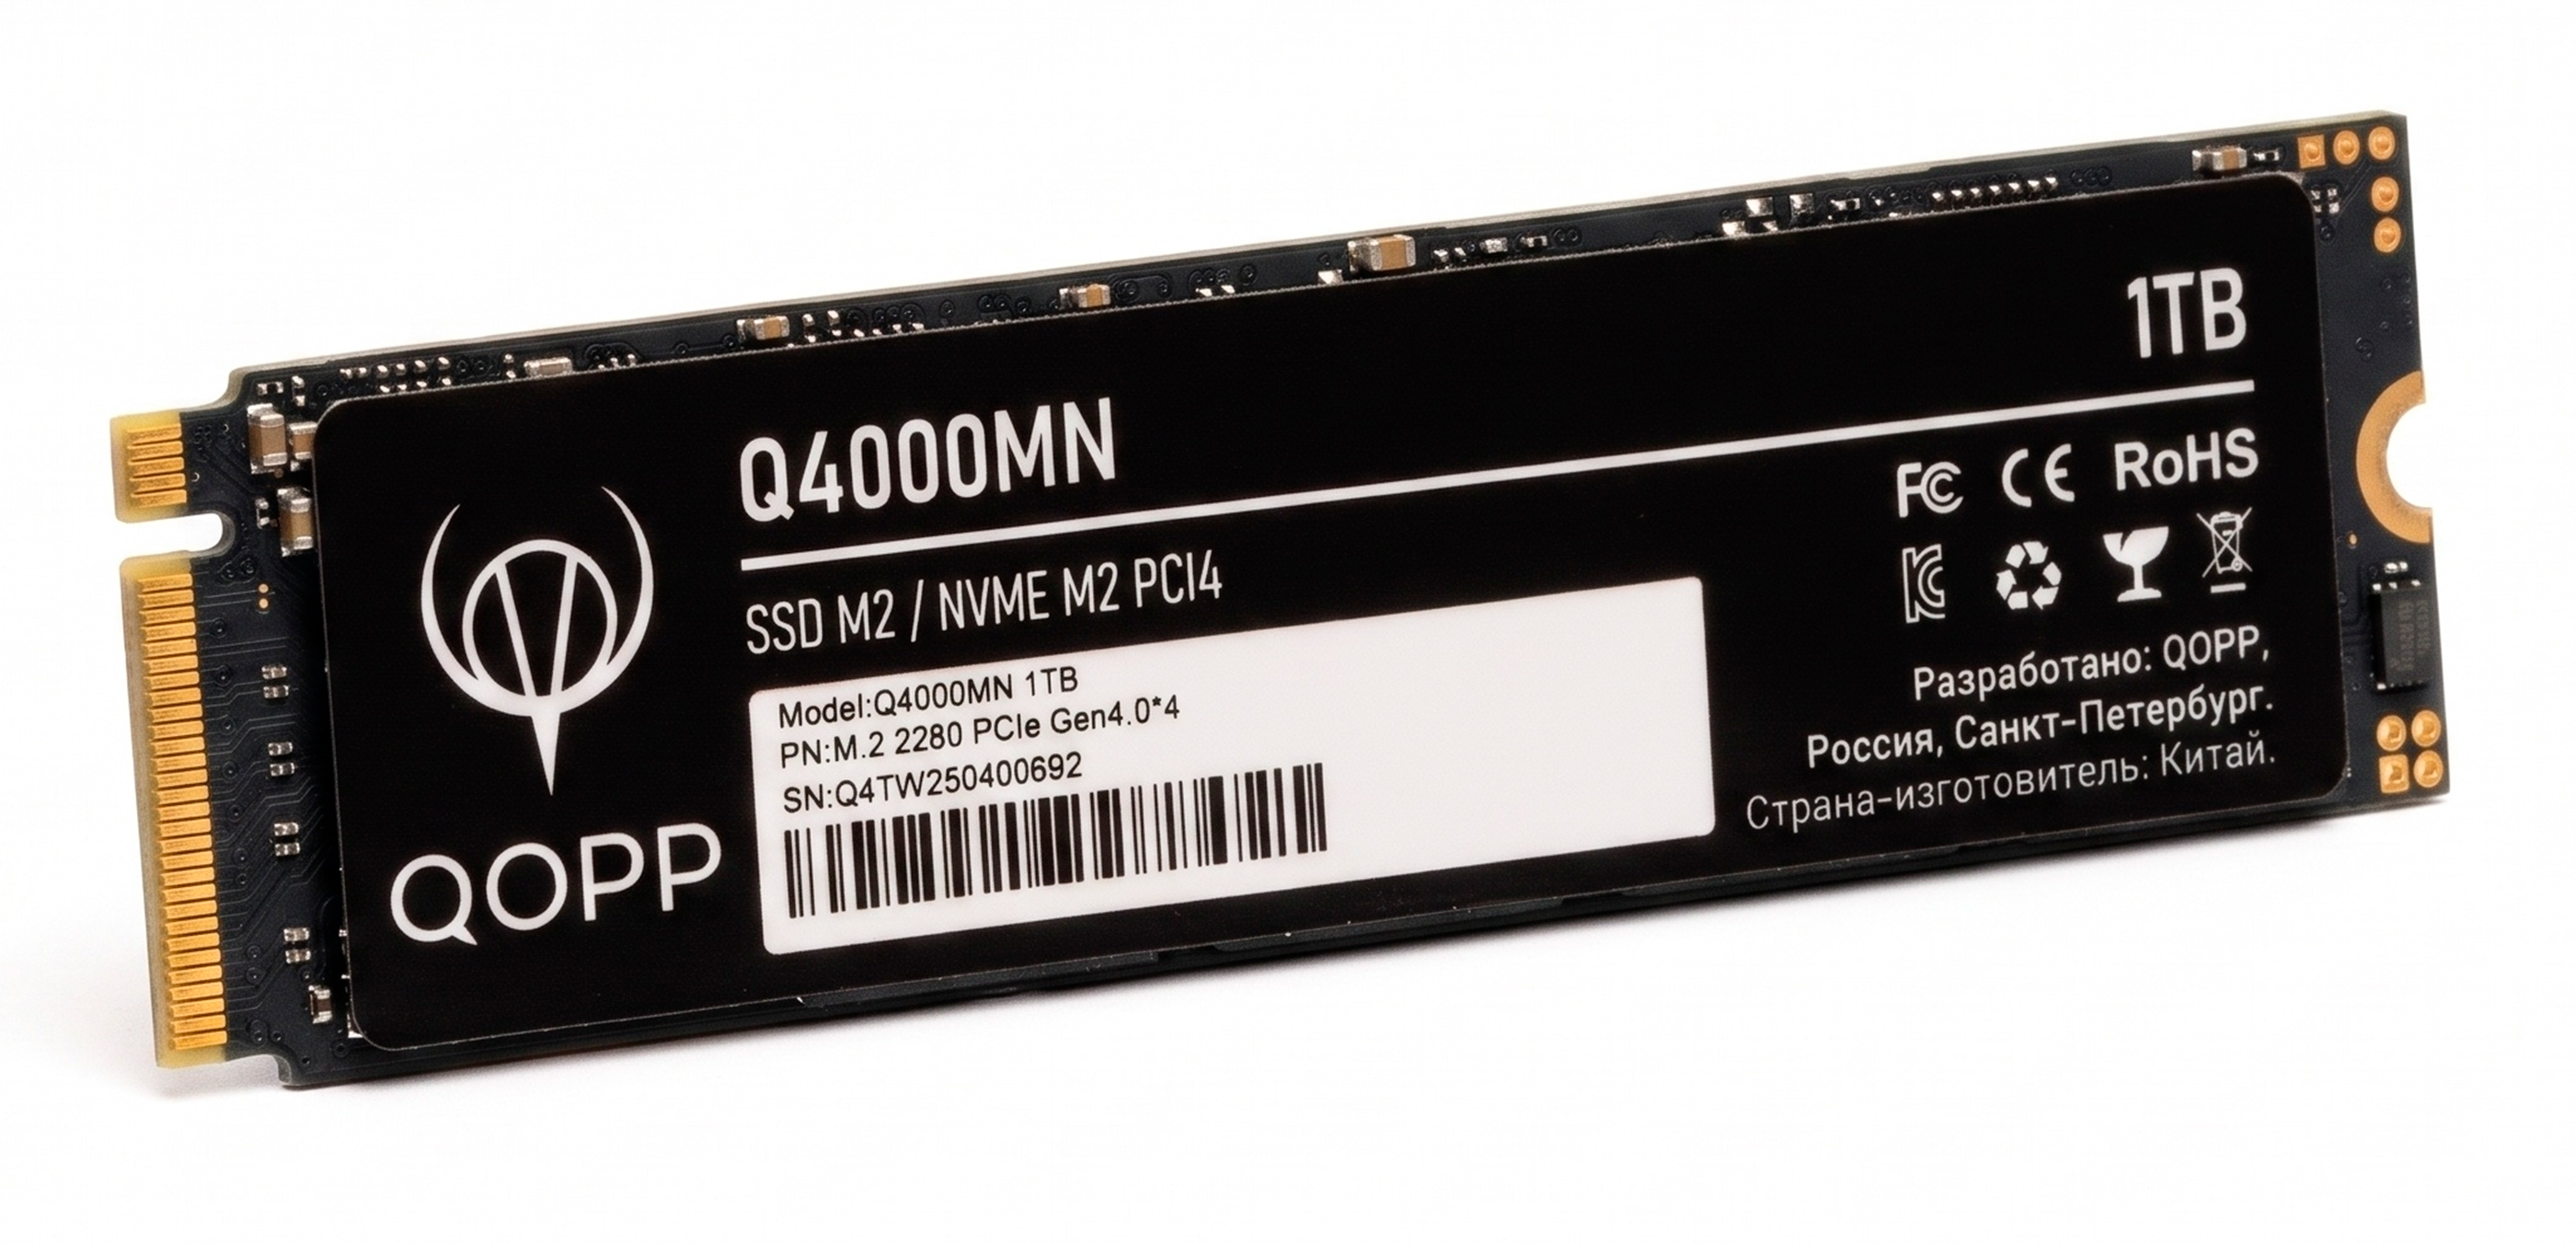 1TB
Q4000MN
FC CE RoHS
SSD M2 / NVME M2 PCI4
Model:Q4000MN 1TB
PN:M.2 2280 PCIe Gen4.0*4
SN:Q4TW250400692
QOPP
Разработано: QOPP,
Россия, Санкт-Петербург.
Страна-изготовитель: Китай.